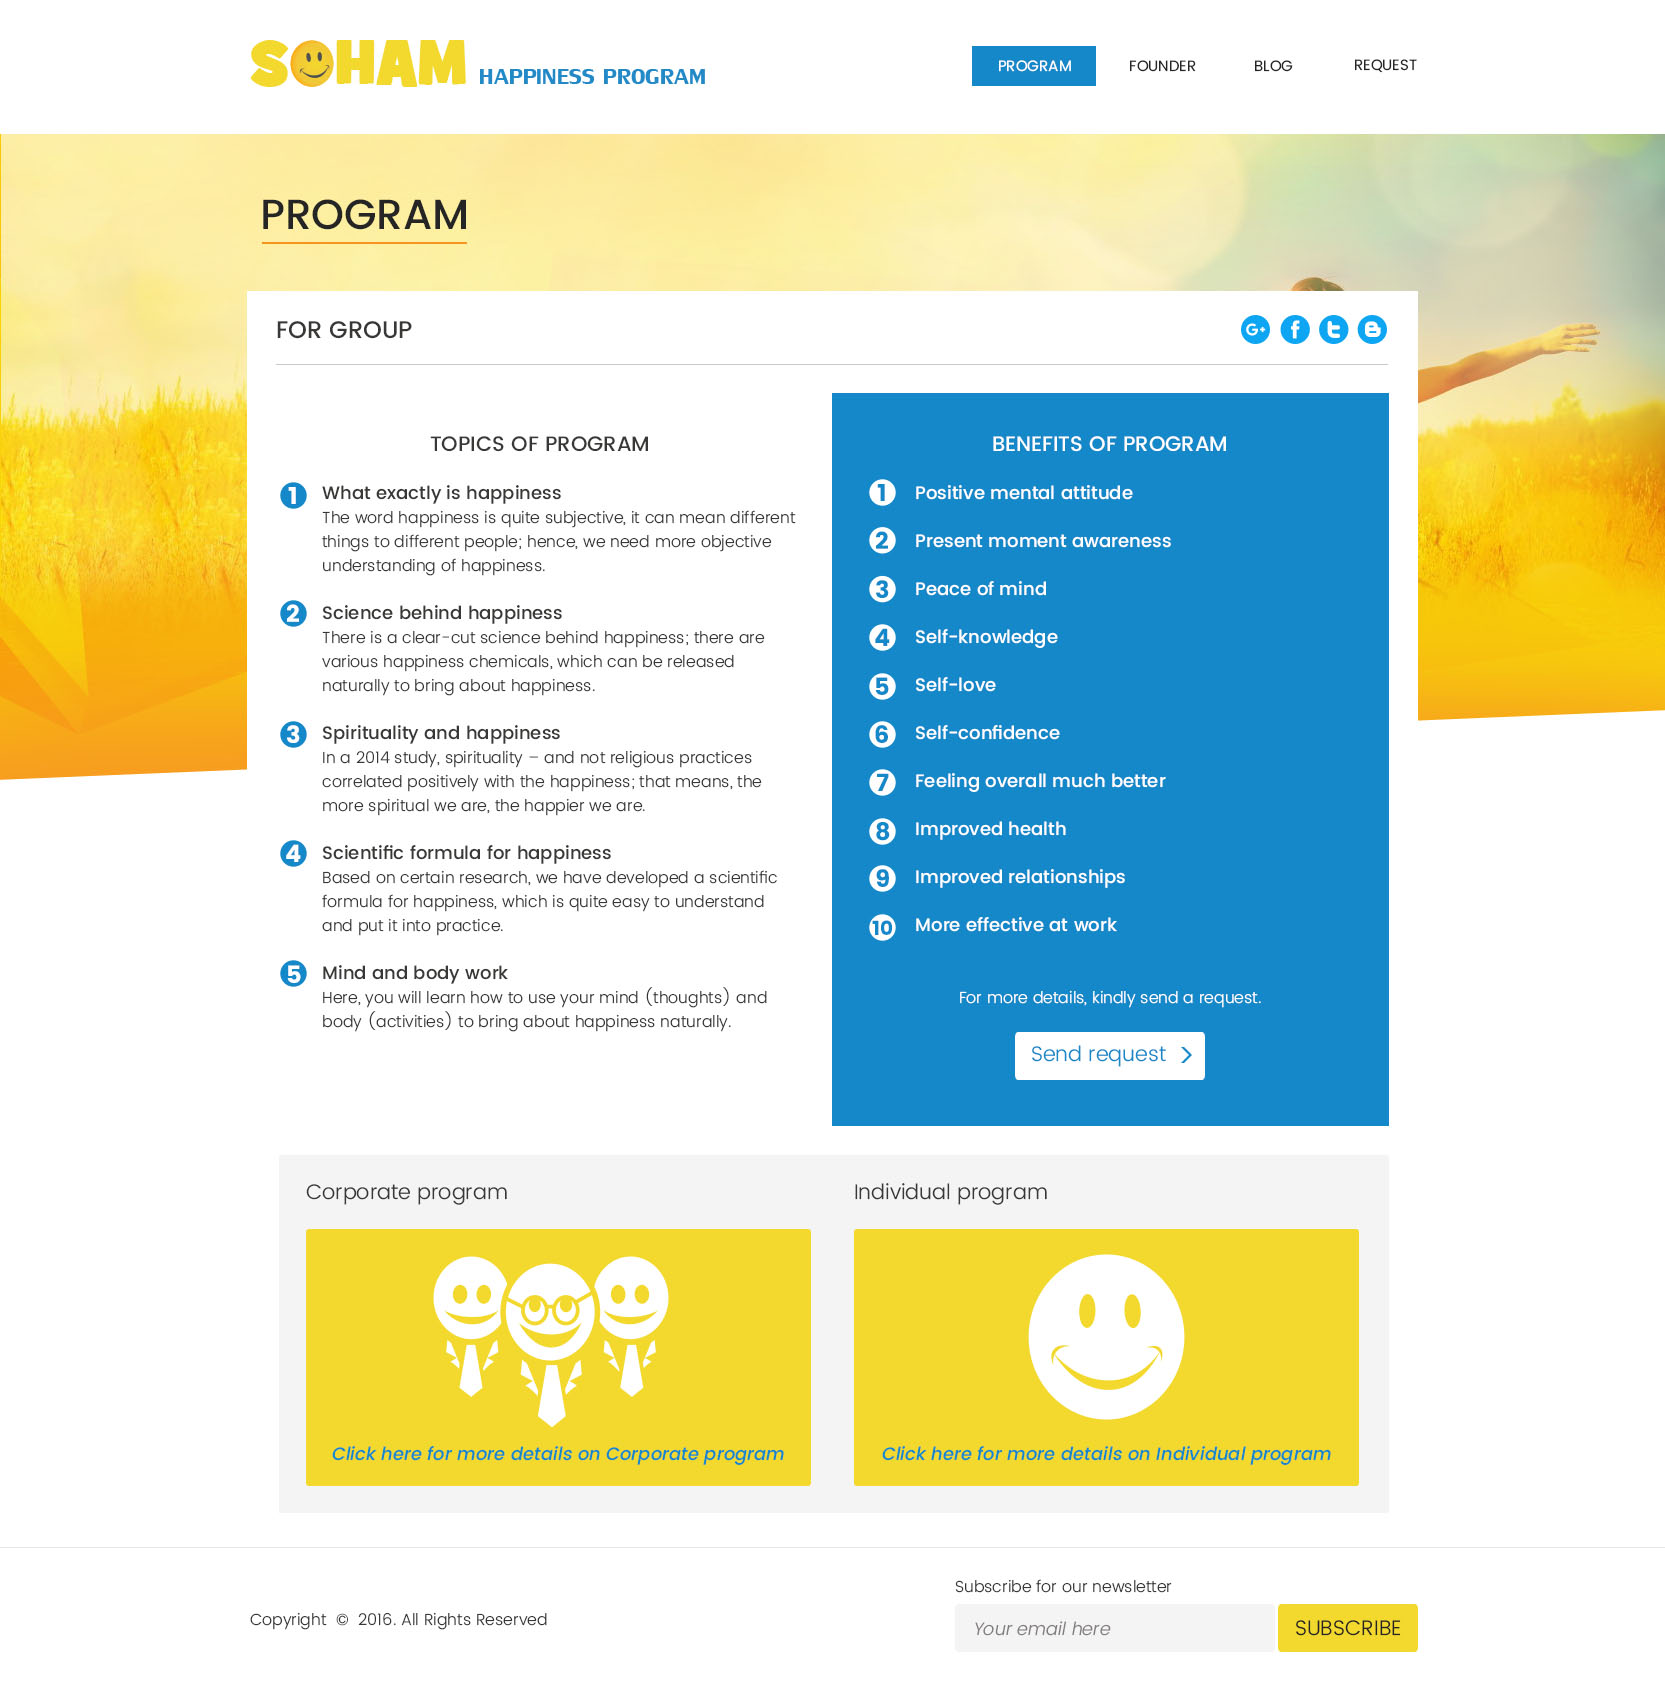 SOHAM HAPPINESS PROGRAM
PROGRAM
FOUNDER
BLOG
REQUEST
PROGRAM
FOR GROUP
TOPICS OF PROGRAM
1 What exactly is happiness
The word happiness is quite subjective, it can mean different
things to different people; hence, we need more objective
understanding of happiness.
2 Science behind happiness
There is a clear-cut science behind happiness; there are
various happiness chemicals, which can be released
naturally to bring about happiness.
3 Spirituality and happiness
In a 2014 study, spirituality – and not religious practices
correlated positively with the happiness; that means, the
more spiritual we are, the happier we are.
4 Scientific formula for happiness
Based on certain research, we have developed a scientific
formula for happiness, which is quite easy to understand
and put it into practice.
5 Mind and body work
Here, you will learn how to use your mind (thoughts) and
body (activities) to bring about happiness naturally.
BENEFITS OF PROGRAM
1 Positive mental attitude
2 Present moment awareness
3 Peace of mind
4 Self-knowledge
5 Self-love
6 Self-confidence
7 Feeling overall much better
8 Improved health
9 Improved relationships
10 More effective at work
For more details, kindly send a request.
Send request
Corporate program
Click here for more details on Corporate program
Individual program
Click here for more details on Individual program
Copyright © 2016. All Rights Reserved
Subscribe for our newsletter
Your email here
SUBSCRIBE